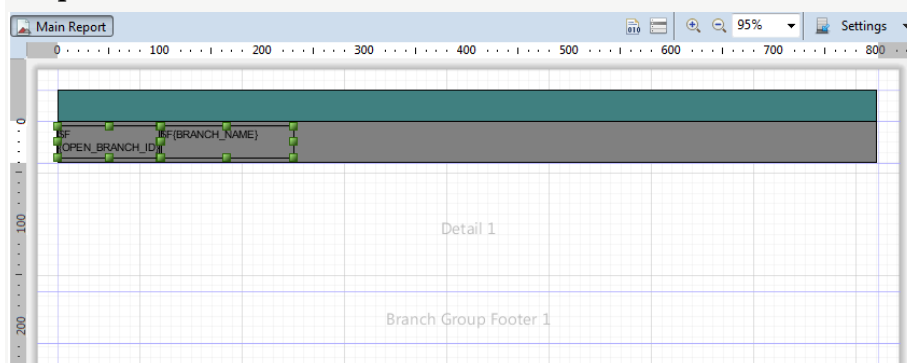 Main Report 95% Settings
0 100 200 300 400 500 600 700 800
0
$F $F{BRANCH_NAME}
{OPEN_BRANCH_ID}
100
Detail 1
Branch Group Footer 1
200